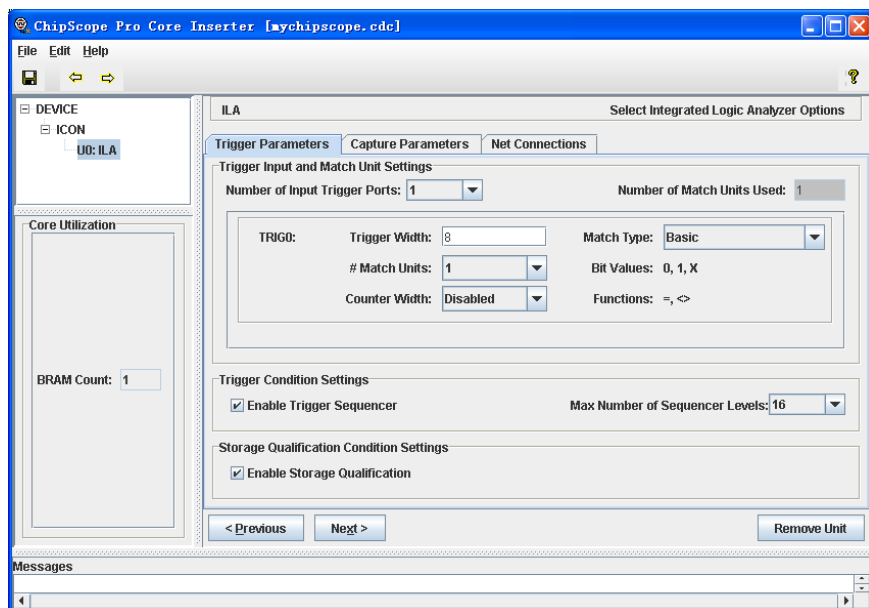 ChipScope Pro Core Inserter [mychipscope.cdc]
File Edit Help
DEVICE
ICON
U0: ILA
ILA Select Integrated Logic Analyzer Options
Trigger Parameters Capture Parameters Net Connections
Trigger Input and Match Unit Settings
Number of Input Trigger Ports: 1 Number of Match Units Used: 1
TRIG0: Trigger Width: 8 Match Type: Basic
# Match Units: 1 Bit Values: 0, 1, X
Counter Width: Disabled Functions: =, <>
Core Utilization
BRAM Count: 1
Trigger Condition Settings
Enable Trigger Sequencer Max Number of Sequencer Levels: 16
Storage Qualification Condition Settings
Enable Storage Qualification
< Previous Next > Remove Unit
Messages